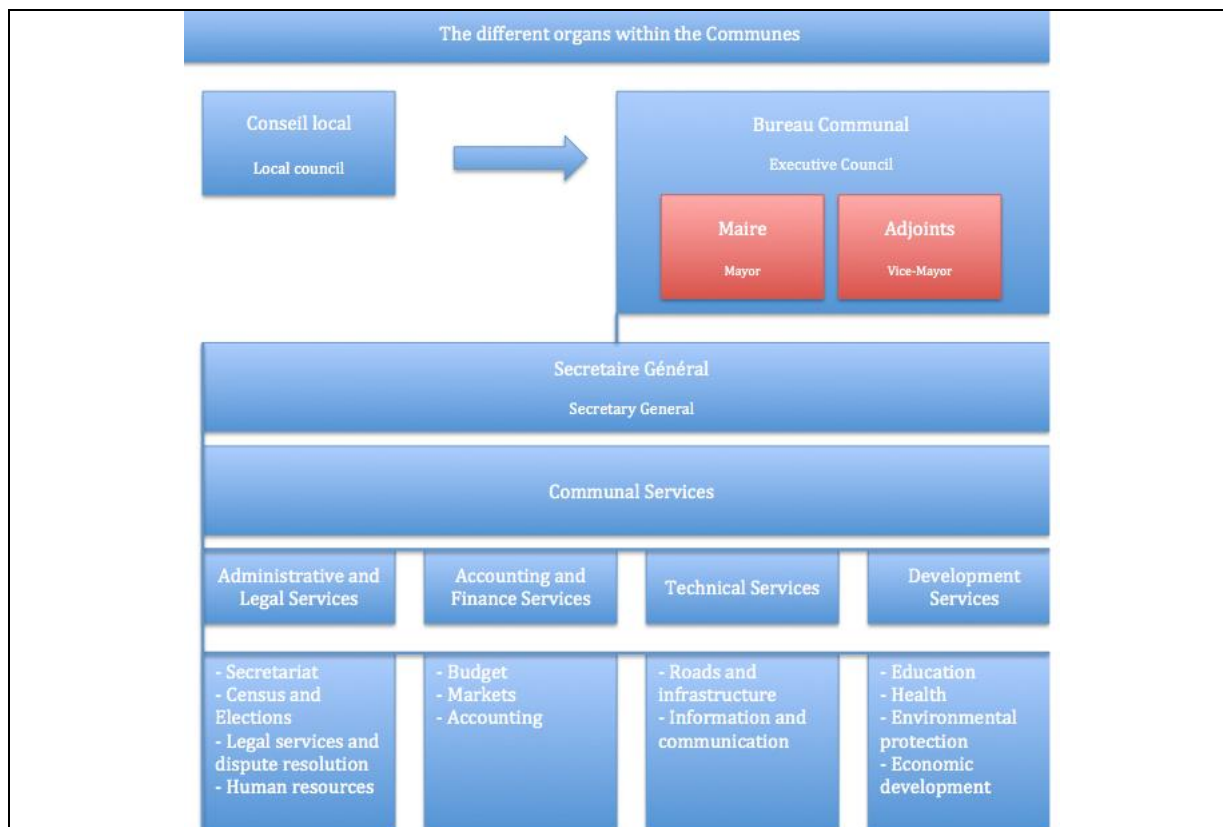 The different organs within the Communes
Conseil local
Local council
Bureau Communal
Executive Council
Maire
Mayor
Adjoints
Vice-Mayor
Secretaire Général
Secretary General
Communal Services
Administrative and
Legal Services
Accounting and
Finance Services
Technical Services
Development
Services
- Secretariat
- Census and
Elections
- Legal services and
dispute resolution
- Human resources
- Budget
- Markets
- Accounting
- Roads and
infrastructure
- Information and
communication
- Education
- Health
- Environmental
protection
- Economic
development